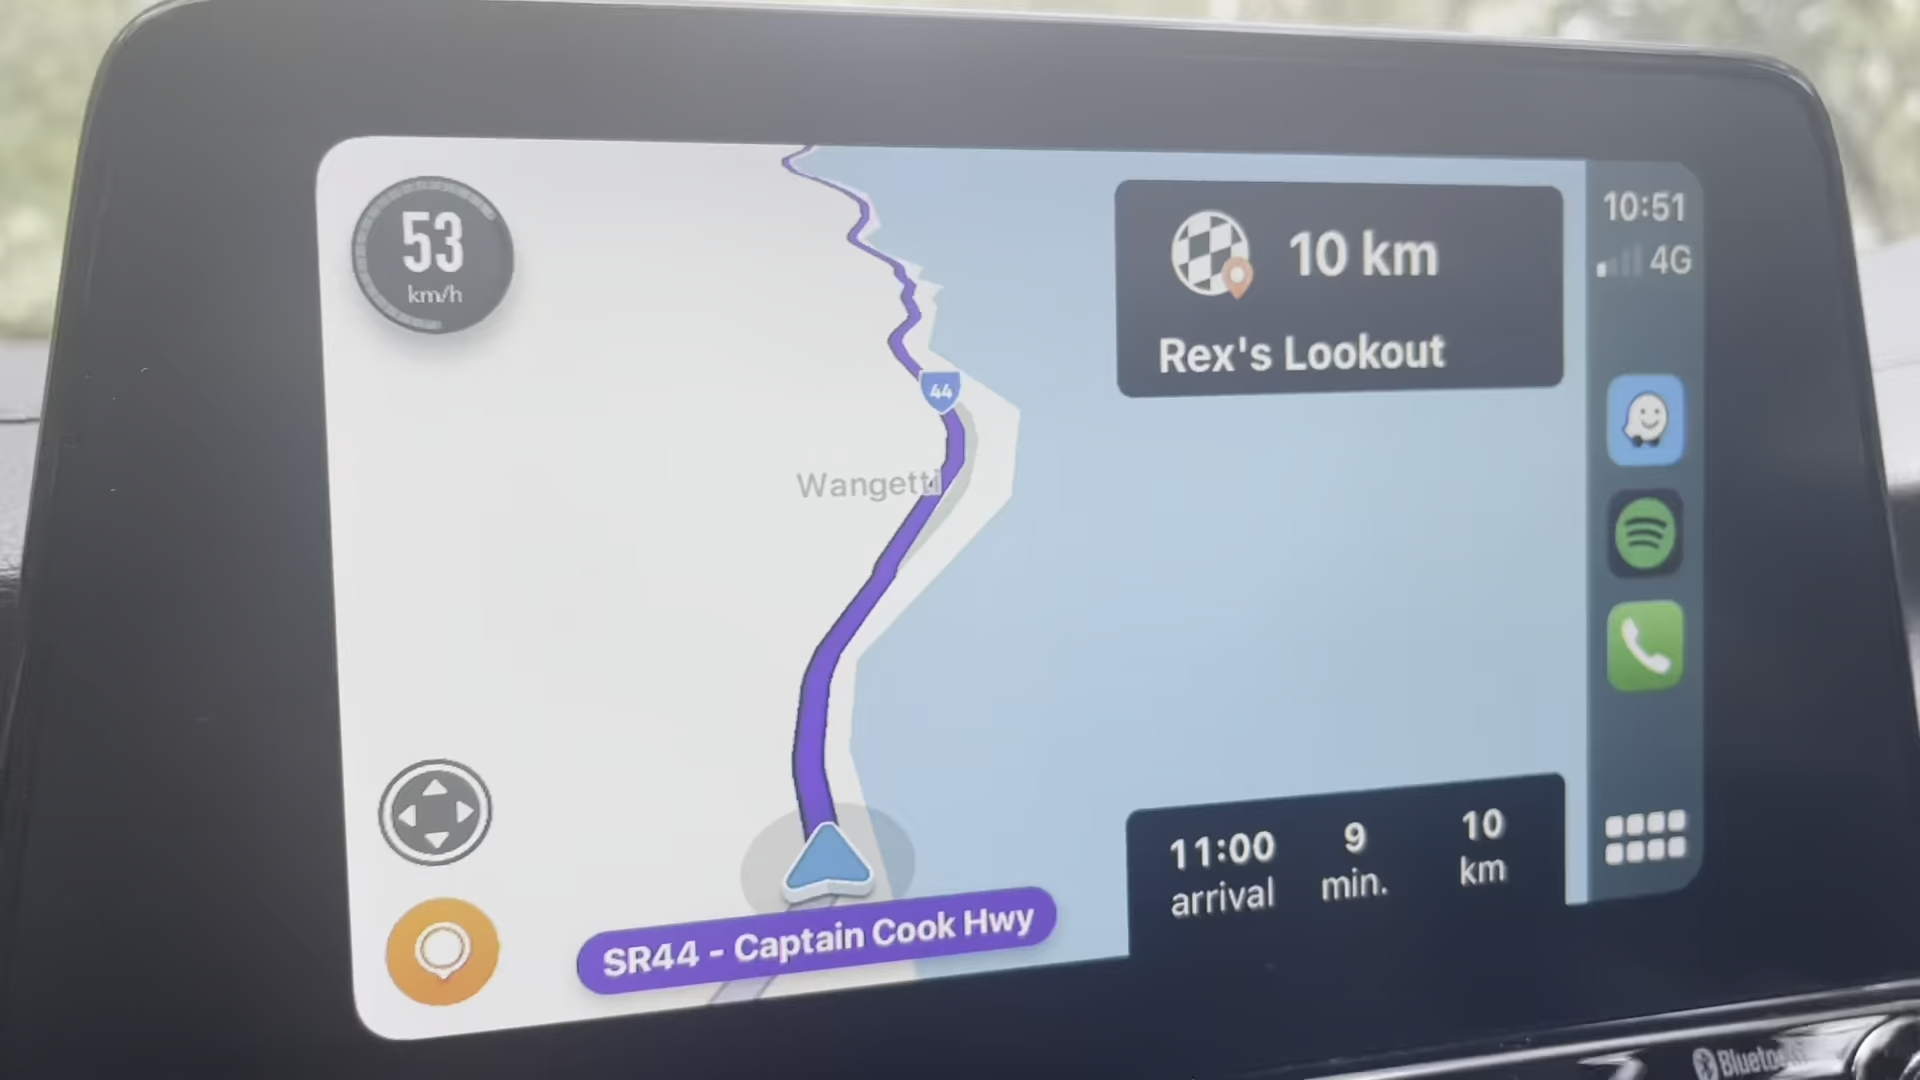 53
km/h
10 km
Rex's Lookout
10:51
4G
44
Wangetti
11:00
arrival
9
min.
10
km
SR44 - Captain Cook Hwy